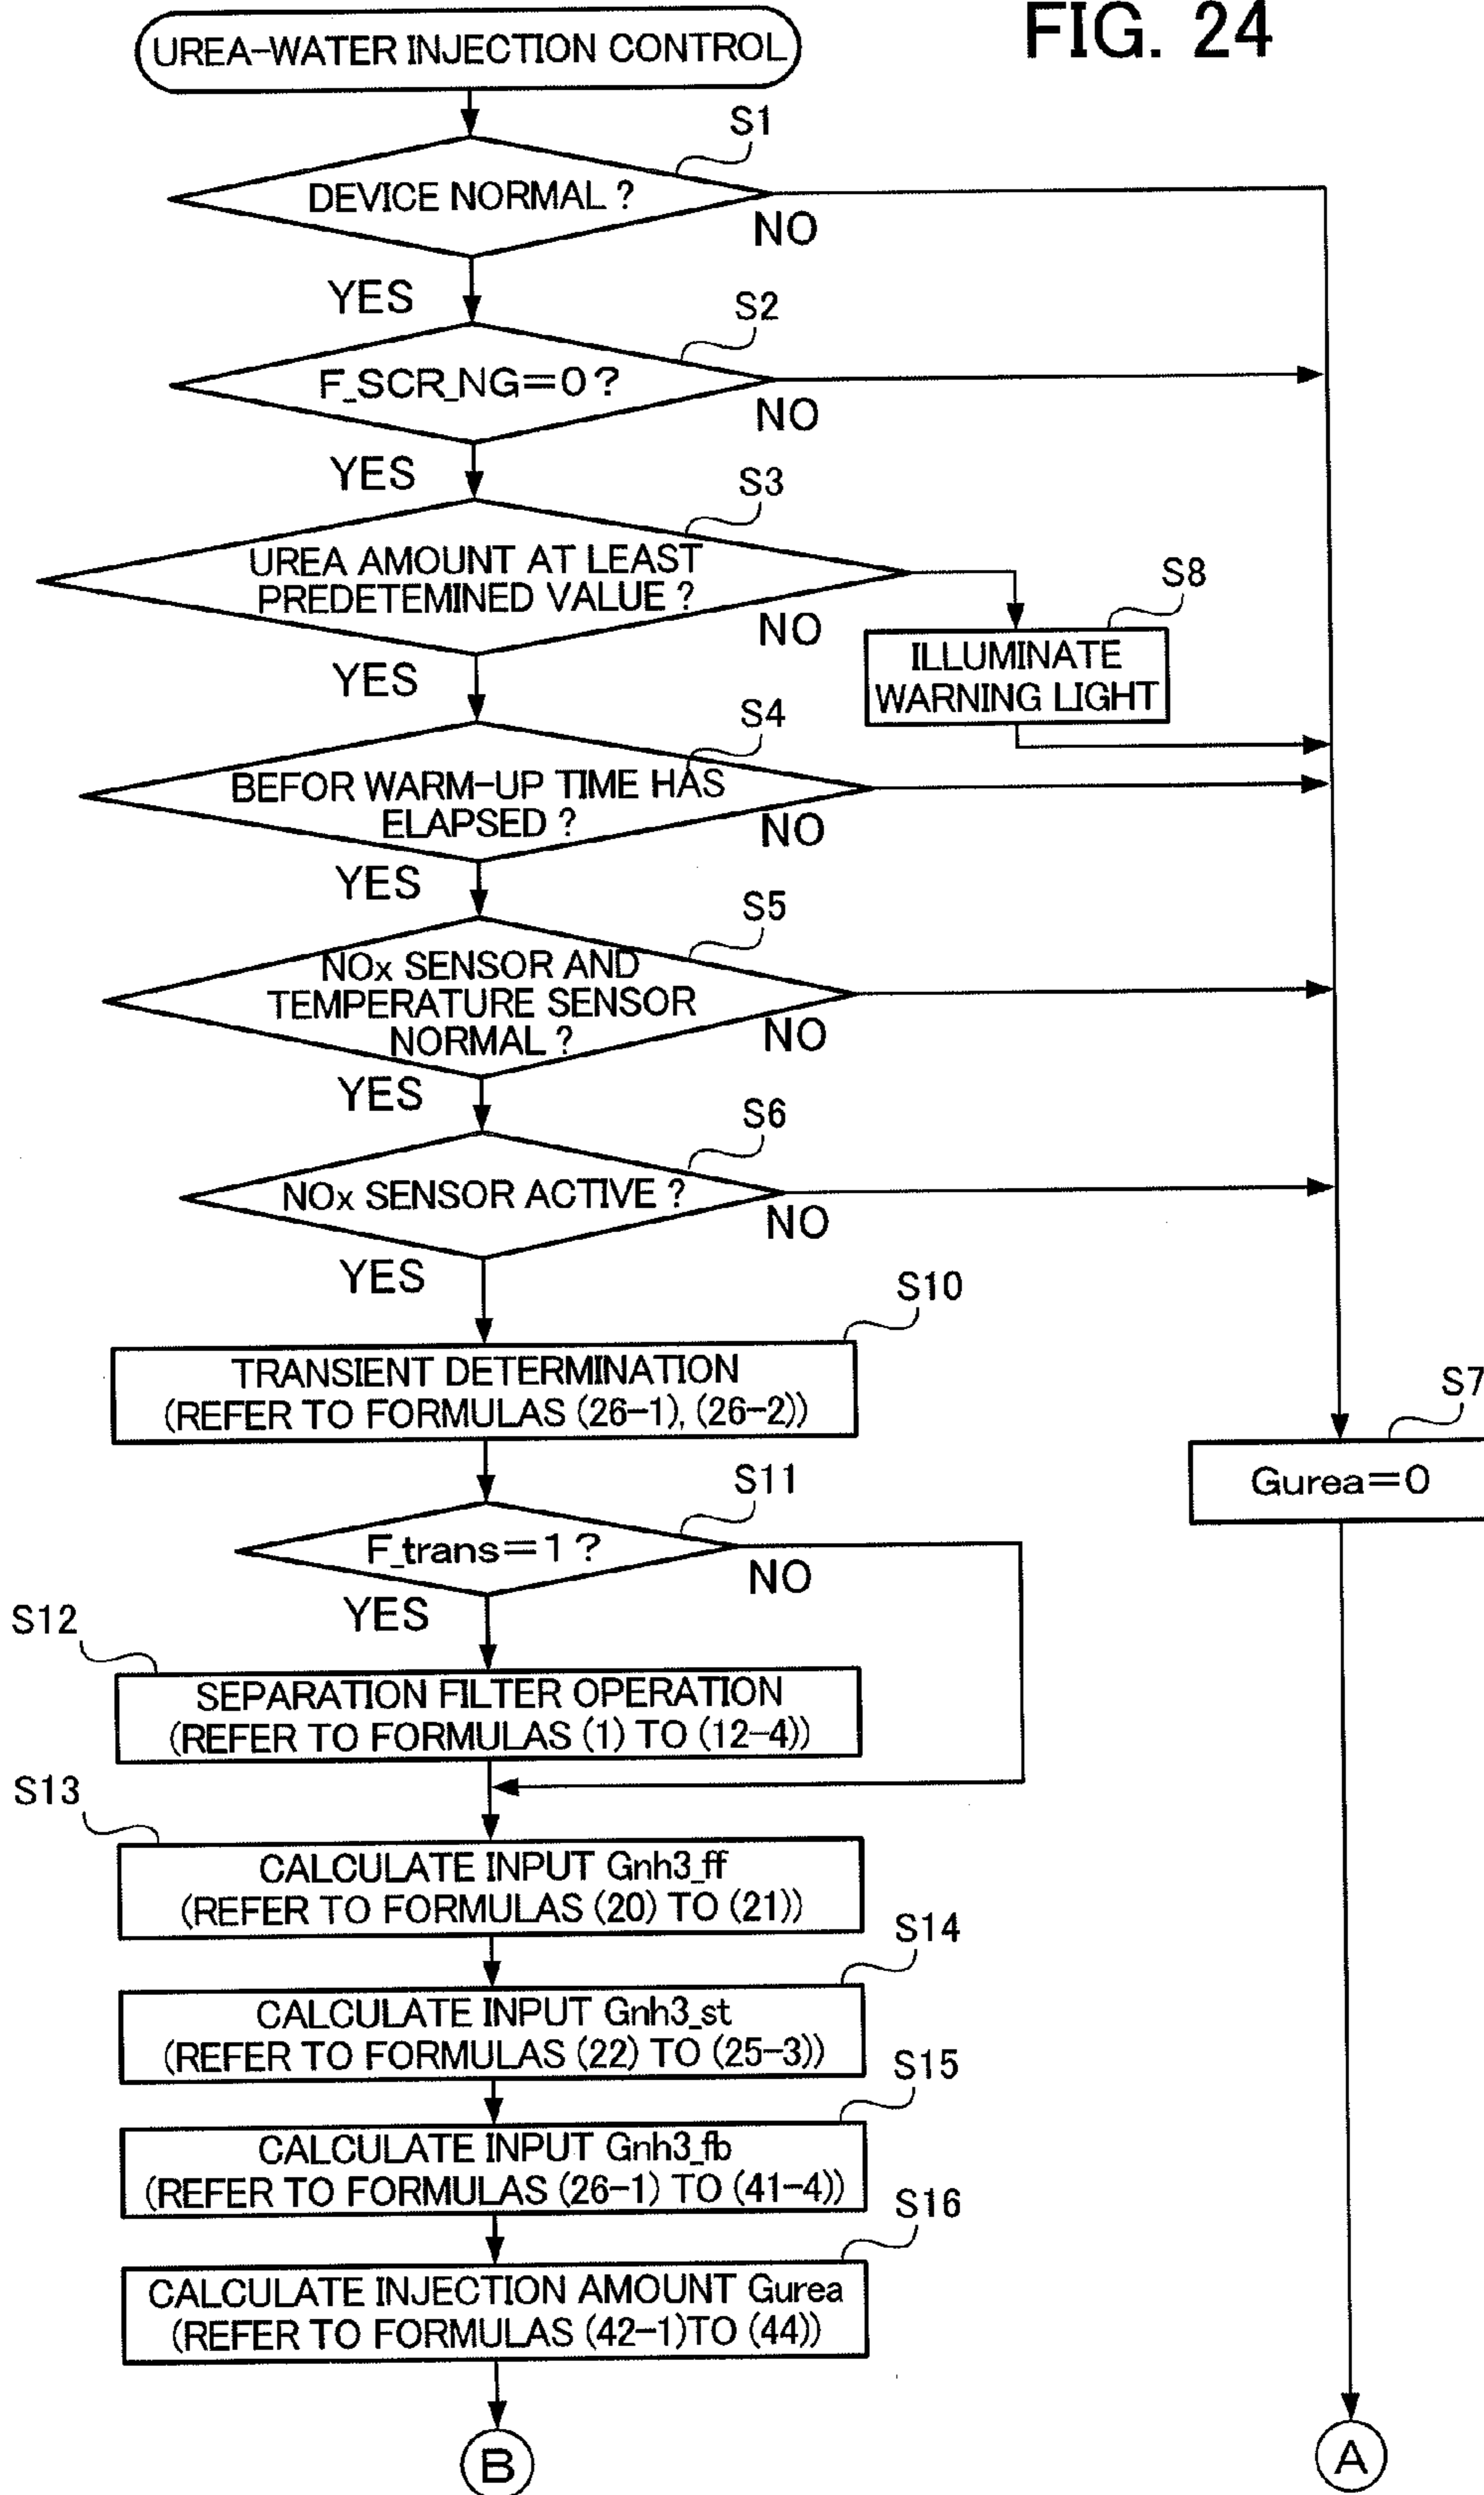 FIG. 24
UREA-WATER INJECTION CONTROL
S1
DEVICE NORMAL ?
NO
YES
S2
F_SCR_NG=0 ?
NO
YES
S3
UREA AMOUNT AT LEAST
PREDETEMINED VALUE ?
NO
YES
S8
ILLUMINATE
WARNING LIGHT
S4
BEFOR WARM-UP TIME HAS
ELAPSED ?
NO
YES
S5
NOx SENSOR AND
TEMPERATURE SENSOR
NORMAL ?
NO
YES
S6
NOx SENSOR ACTIVE ?
NO
YES
S10
TRANSIENT DETERMINATION
(REFER TO FORMULAS (26-1), (26-2))
S7
Gurea=0
S11
F_trans=1 ?
NO
YES
S12
SEPARATION FILTER OPERATION
(REFER TO FORMULAS (1) TO (12-4))
S13
CALCULATE INPUT Gnh3_ff
(REFER TO FORMULAS (20) TO (21))
S14
CALCULATE INPUT Gnh3_st
(REFER TO FORMULAS (22) TO (25-3))
S15
CALCULATE INPUT Gnh3_fb
(REFER TO FORMULAS (26-1) TO (41-4))
S16
CALCULATE INJECTION AMOUNT Gurea
(REFER TO FORMULAS (42-1)TO (44))
B
A